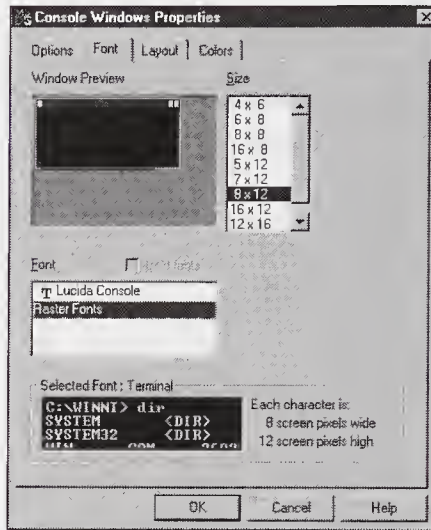 Console Windows Properties
Options Font Layout Colors
Window Preview
Size
4 x 6
6 x 8
8 x 8
16 x 8
5 x 12
7 x 12
8 x 12
16 x 12
12 x 16
Font
Lucida Console
Raster Fonts
Selected Font : Terminal
C:\WINNT> dir
SYSTEM <DIR>
SYSTEM32 <DIR>
Each character is:
8 screen pixels wide
12 screen pixels high
OK Cancel Help